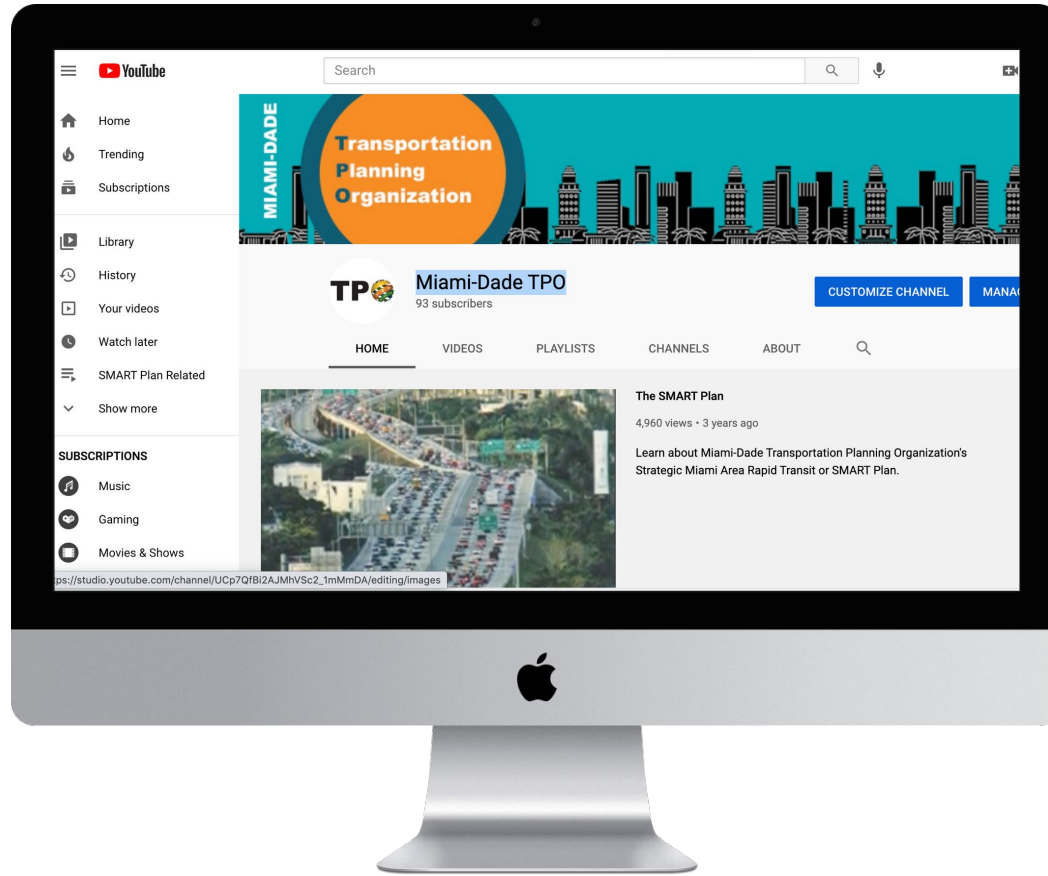 YouTube
Search
Home
Trending
Subscriptions
Library
History
Your videos
Watch later
SMART Plan Related
Show more
SUBSCRIPTIONS
Music
Gaming
Movies & Shows
tps://studio.youtube.com/channel/UCp7QfBi2AJMhVSc2_1mMmDA/editing/images
MIAMI-DADE
Transportation
Planning
Organization
TPO
Miami-Dade TPO
93 subscribers
CUSTOMIZE CHANNEL
MANA
HOME
VIDEOS
PLAYLISTS
CHANNELS
ABOUT
The SMART Plan
4,960 views • 3 years ago
Learn about Miami-Dade Transportation Planning Organization's
Strategic Miami Area Rapid Transit or SMART Plan.